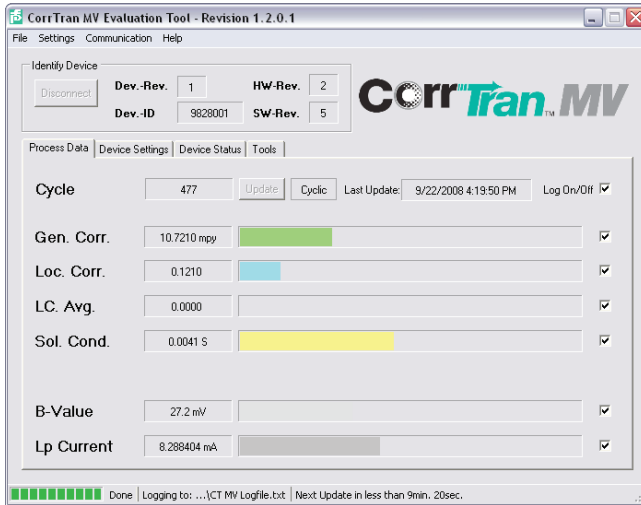 CorrTran MV Evaluation Tool - Revision 1.2.0.1
File Settings Communication Help
Identify Device
Disconnect Dev.-Rev. 1 HW-Rev. 2
Dev.-ID 9828001 SW-Rev. 5
CorrTran™ MV
Process Data Device Settings Device Status Tools
Cycle 477 Update Cyclic Last Update: 9/22/2008 4:19:50 PM Log On/Off
Gen. Corr. 10.7210 mpy
Loc. Corr. 0.1210
LC. Avg. 0.0000
Sol. Cond. 0.0041 S
B-Value 27.2 mV
Lp Current 8.288404 mA
Done Logging to: ...\CT MV Logfile.txt Next Update in less than 9min. 20sec.